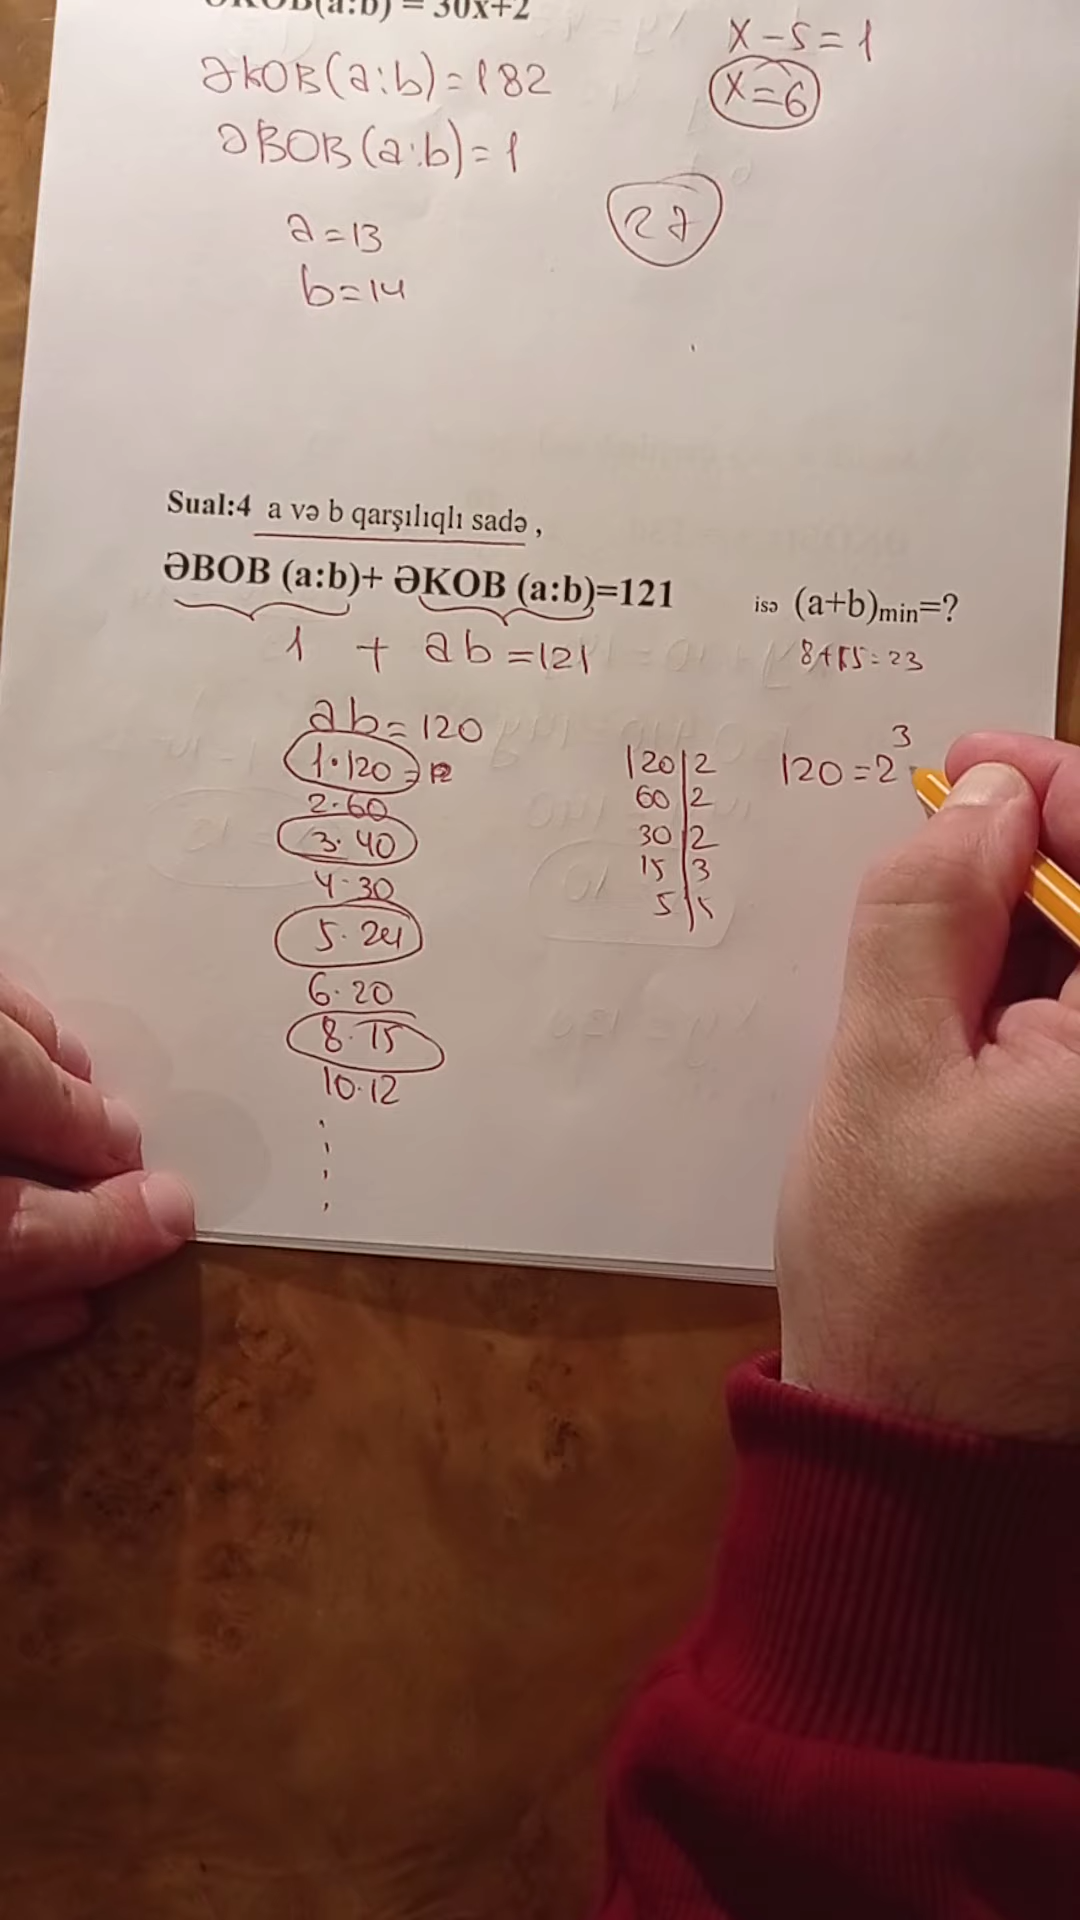 ƏKOB(a:b) = 30x+2
ƏKOB(a:b)=182
ƏBOB(a:b)=1
a=13
b=14
x-5=1
x=6
27
Sual:4 a və b qarşılıqlı sadə ,
ƏBOB (a:b)+ ƏKOB (a:b)=121 isə (a+b)min=?
1 + ab=121
8+15=23
ab=120
1·120=
2·60
3·40
4·30
5·24
6·20
8·15
10·12
120|2
60|2
30|2
15|3
5|5
120=2³